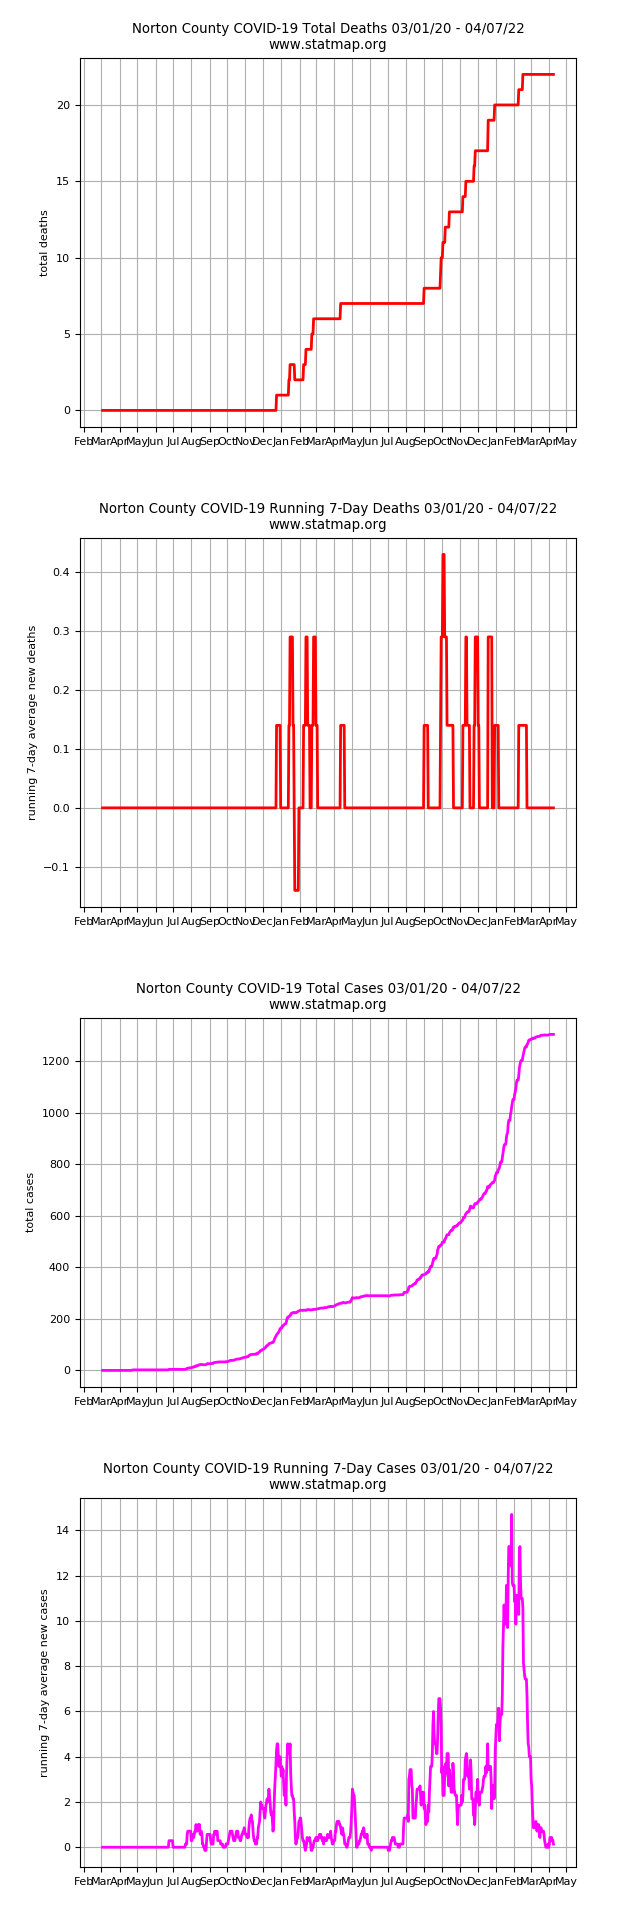 Norton County COVID-19 Total Deaths 03/01/20 - 04/07/22
www.statmap.org
total deaths
20
15
10
5
0
Feb Mar Apr May Jun Jul Aug Sep Oct Nov Dec Jan Feb Mar Apr May Jun Jul Aug Sep Oct Nov Dec Jan Feb Mar Apr May
Norton County COVID-19 Running 7-Day Deaths 03/01/20 - 04/07/22
www.statmap.org
running 7-day average new deaths
0.4
0.3
0.2
0.1
0.0
−0.1
Feb Mar Apr May Jun Jul Aug Sep Oct Nov Dec Jan Feb Mar Apr May Jun Jul Aug Sep Oct Nov Dec Jan Feb Mar Apr May
Norton County COVID-19 Total Cases 03/01/20 - 04/07/22
www.statmap.org
total cases
1200
1000
800
600
400
200
0
Feb Mar Apr May Jun Jul Aug Sep Oct Nov Dec Jan Feb Mar Apr May Jun Jul Aug Sep Oct Nov Dec Jan Feb Mar Apr May
Norton County COVID-19 Running 7-Day Cases 03/01/20 - 04/07/22
www.statmap.org
running 7-day average new cases
14
12
10
8
6
4
2
0
Feb Mar Apr May Jun Jul Aug Sep Oct Nov Dec Jan Feb Mar Apr May Jun Jul Aug Sep Oct Nov Dec Jan Feb Mar Apr May